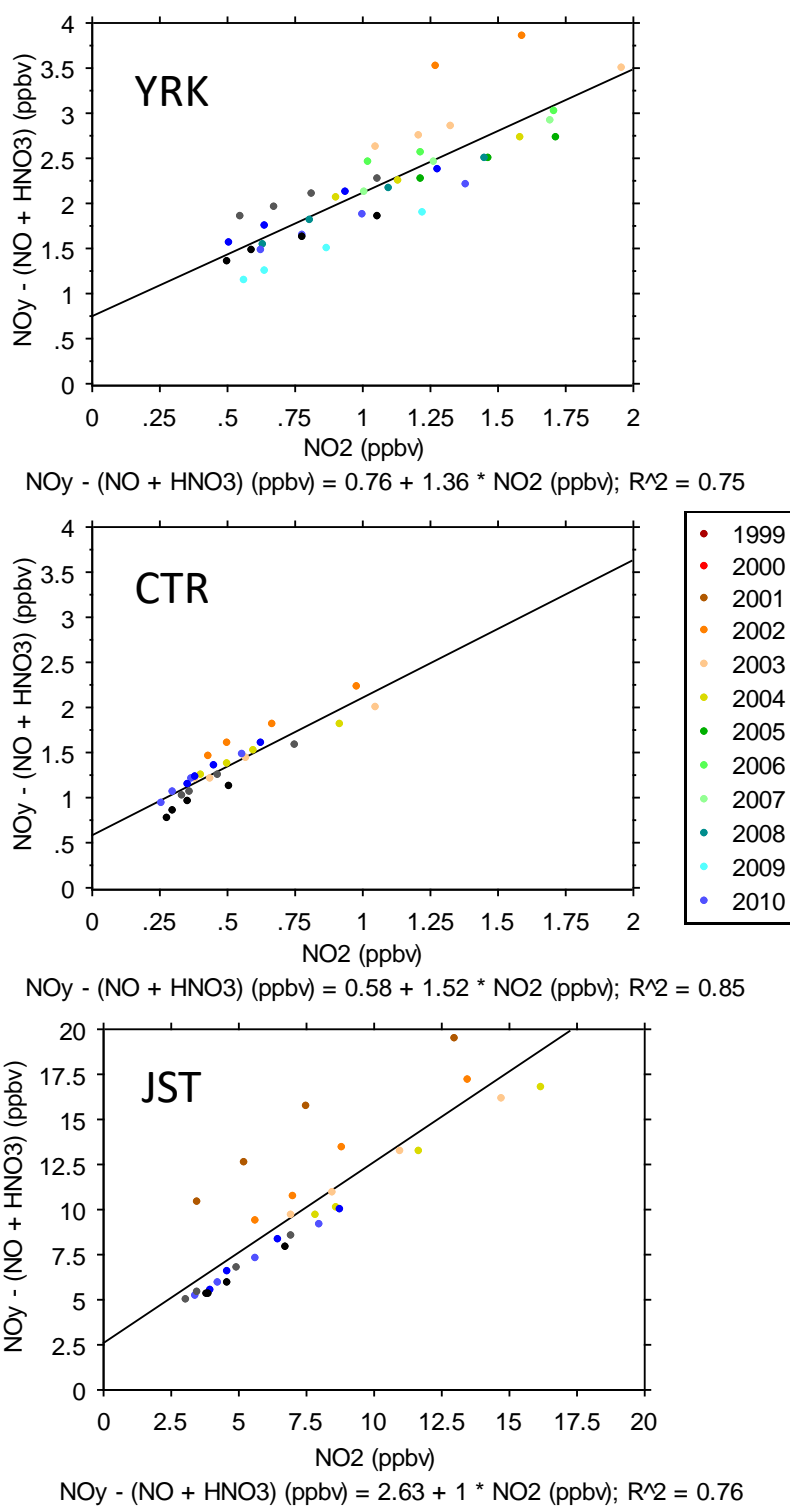 4
3.5
3
2.5
2
1.5
1
.5
0
NOy - (NO + HNO3) (ppbv)
YRK
0 .5 .75 1 1.25 1.5 1.75 2
NO2 (ppbv)
NOy - (NO + HNO3) (ppbv) = 0.76 + 1.36 * NO2 (ppbv); R^2 = 0.75
4
3.5
3
2.5
2
1.5
1
.5
0
NOy - (NO + HNO3) (ppbv)
CTR
0 .25 .5 .75 1 1.25 1.5 1.75 2
NO2 (ppbv)
NOy - (NO + HNO3) (ppbv) = 0.58 + 1.52 * NO2 (ppbv); R^2 = 0.85
1999
2000
2001
2002
2003
2004
2005
2006
2007
2008
2009
2010
20
17.5
15
12.5
10
7.5
5
2.5
0
NOy - (NO + HNO3) (ppbv)
JST
0 2.5 5 7.5 10 12.5 15 17.5 20
NO2 (ppbv)
NOy - (NO + HNO3) (ppbv) = 2.63 + 1 * NO2 (ppbv); R^2 = 0.76